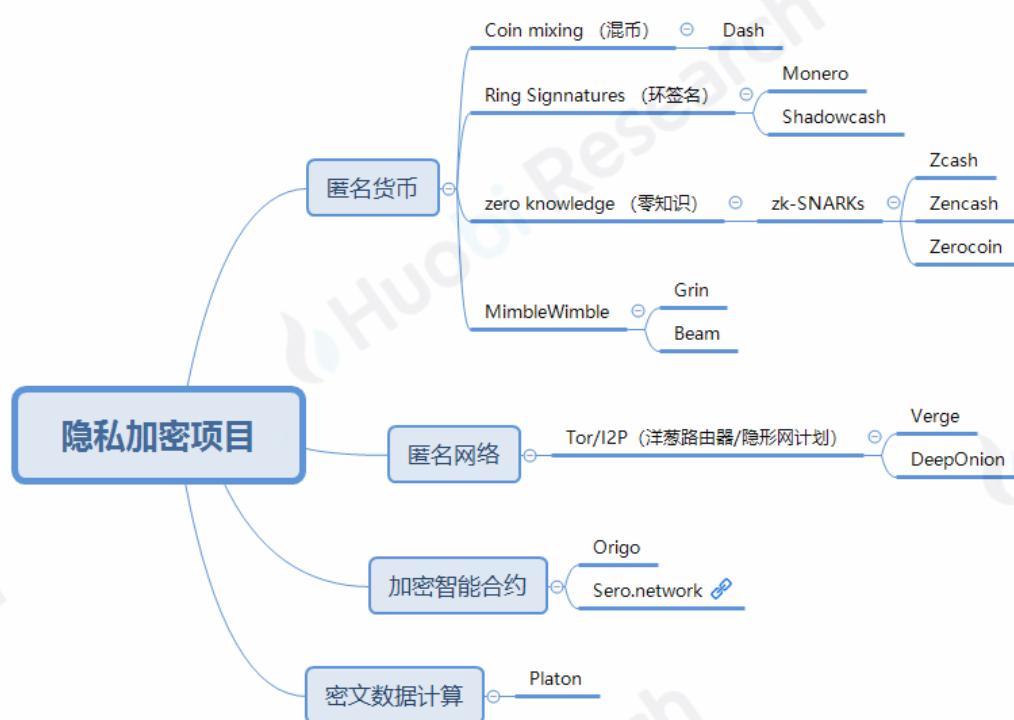 Coin mixing （混币）
Dash
Ring Signnatures （环签名）
Monero
Shadowcash
匿名货币
zero knowledge （零知识）
zk-SNARKs
Zcash
Zencash
Zerocoin
MimbleWimble
Grin
Beam
隐私加密项目
匿名网络
Tor/I2P（洋葱路由器/隐形网计划）
Verge
DeepOnion
加密智能合约
Origo
Sero.network
密文数据计算
Platon
Huobi Research
ch